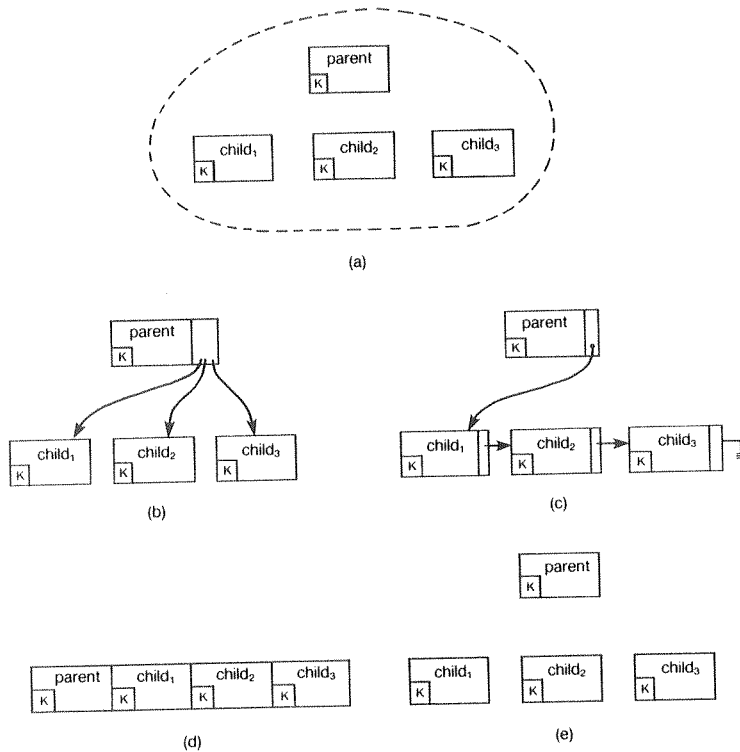 parent
K
child₁ child₂ child₃
K K K
(a)
parent
K
child₁ child₂ child₃
K K K
(b)
parent
K
child₁ child₂ child₃
K K K
(c)
parent child₁ child₂ child₃
K K K K
(d)
parent
K
child₁ child₂ child₃
K K K
(e)